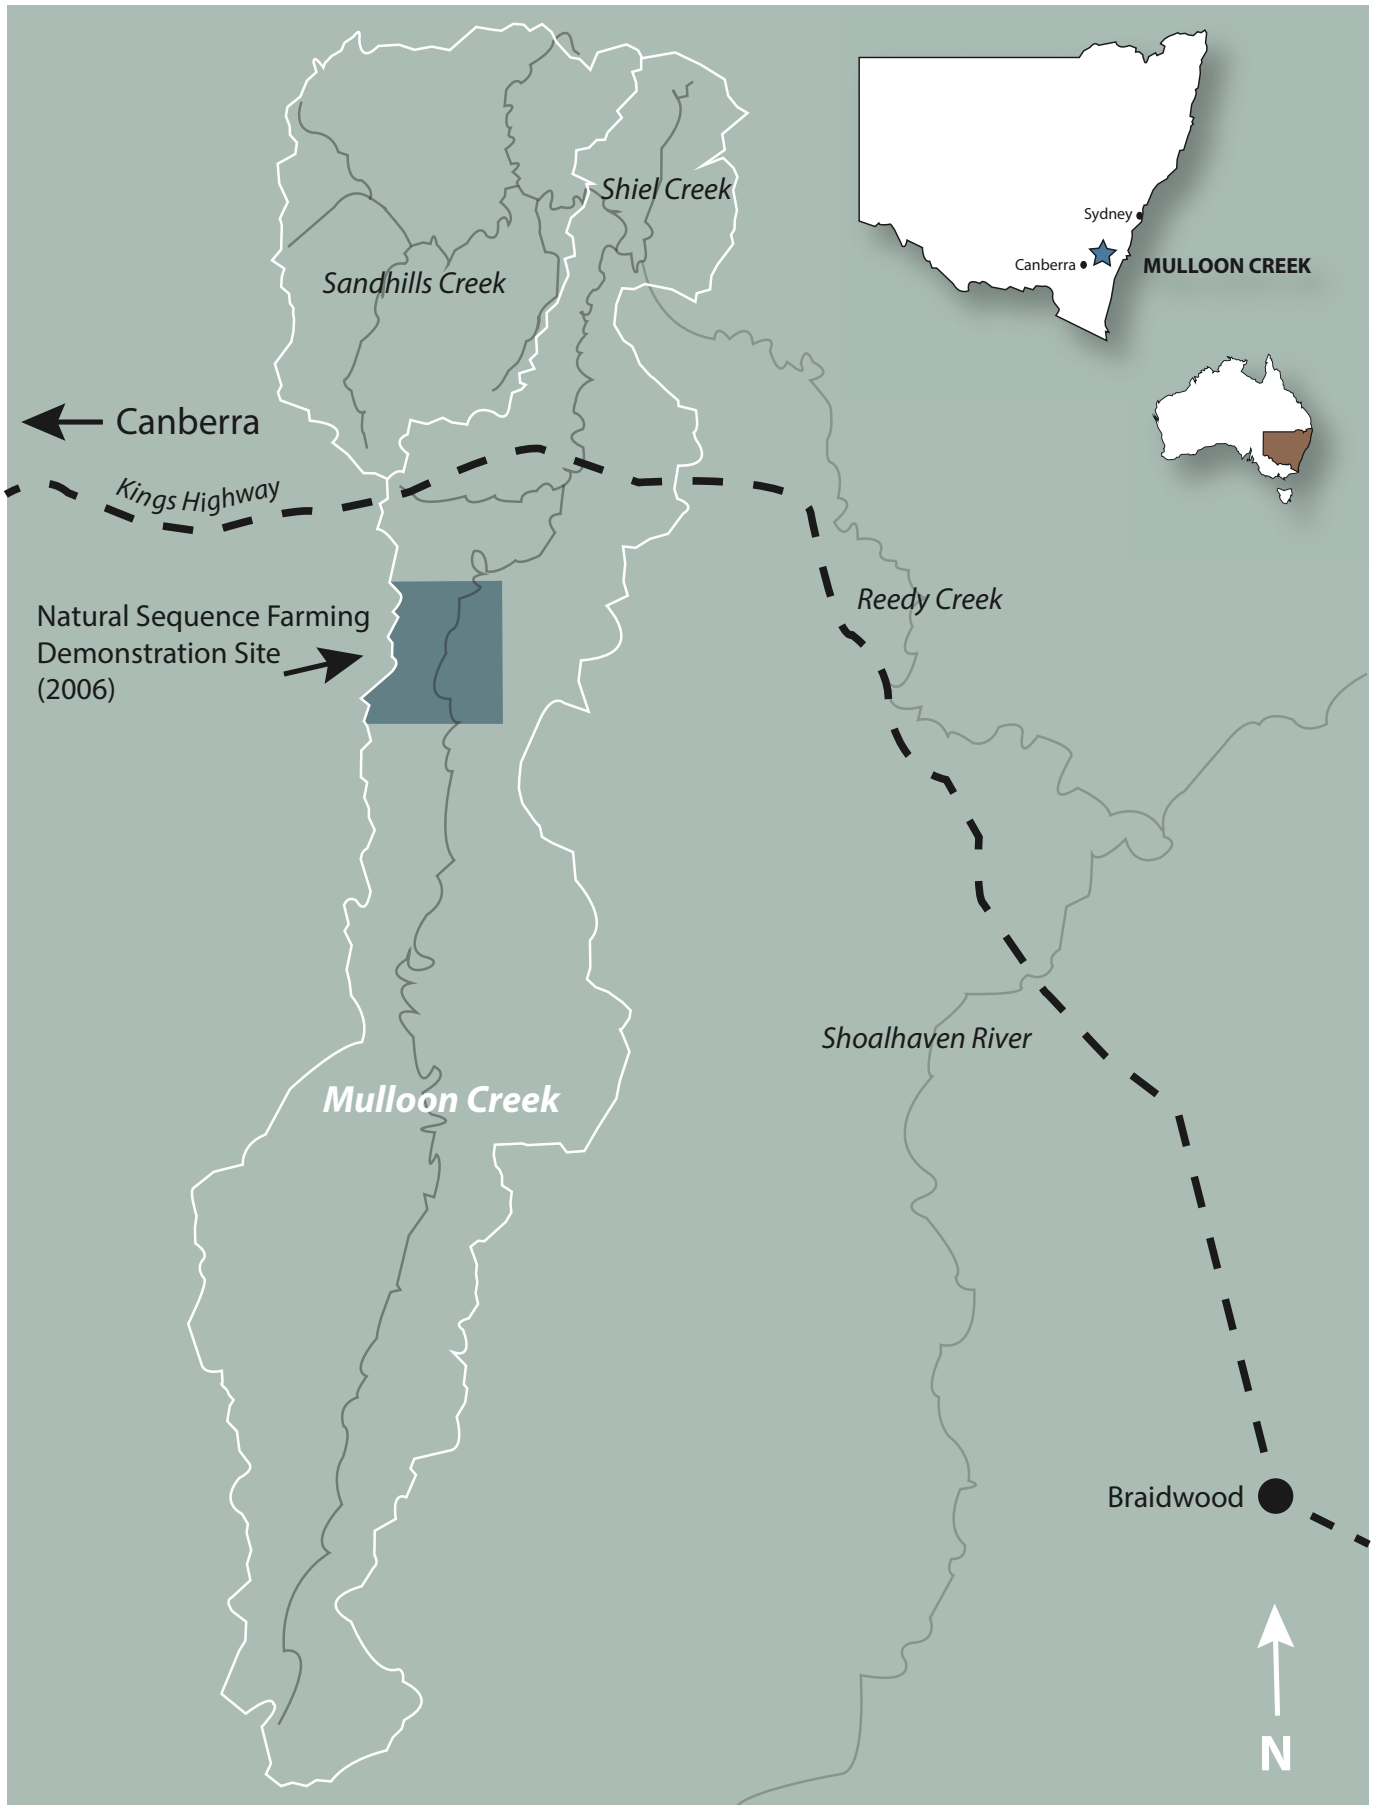 Shiel Creek
Sydney
Canberra
MULLOON CREEK
Sandhills Creek
Canberra
Kings Highway
Natural Sequence Farming
Demonstration Site
(2006)
Reedy Creek
Shoalhaven River
Mulloon Creek
Braidwood
N